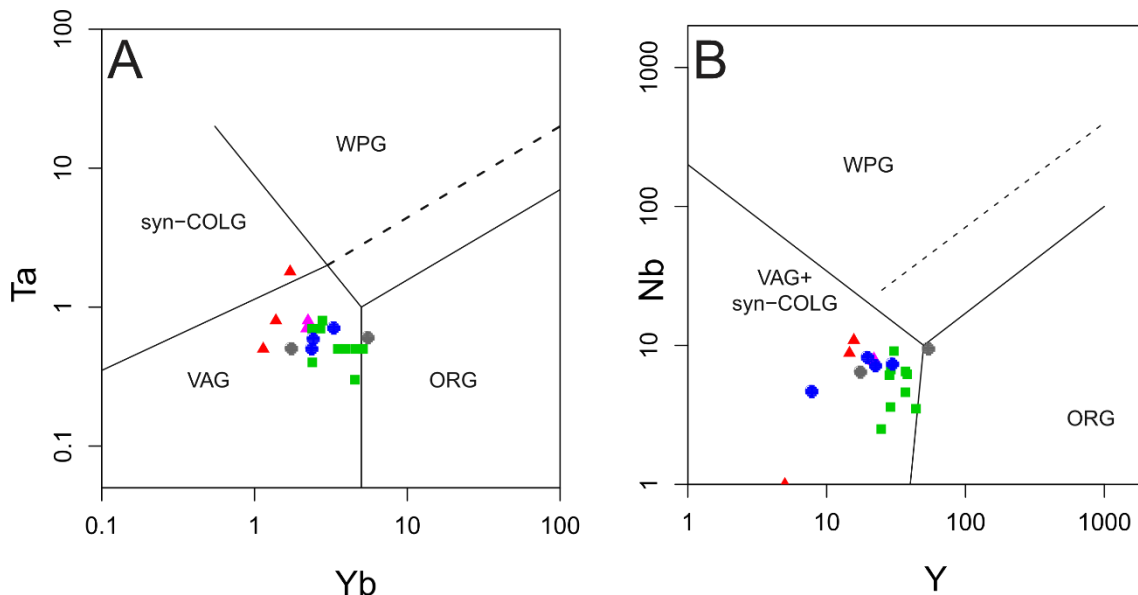 A
100
10
1
0.1
Ta
WPG
syn−COLG
VAG
ORG
0.1
1
10
100
Yb
B
1000
100
10
1
Nb
WPG
VAG+
syn−COLG
ORG
1
10
100
1000
Y